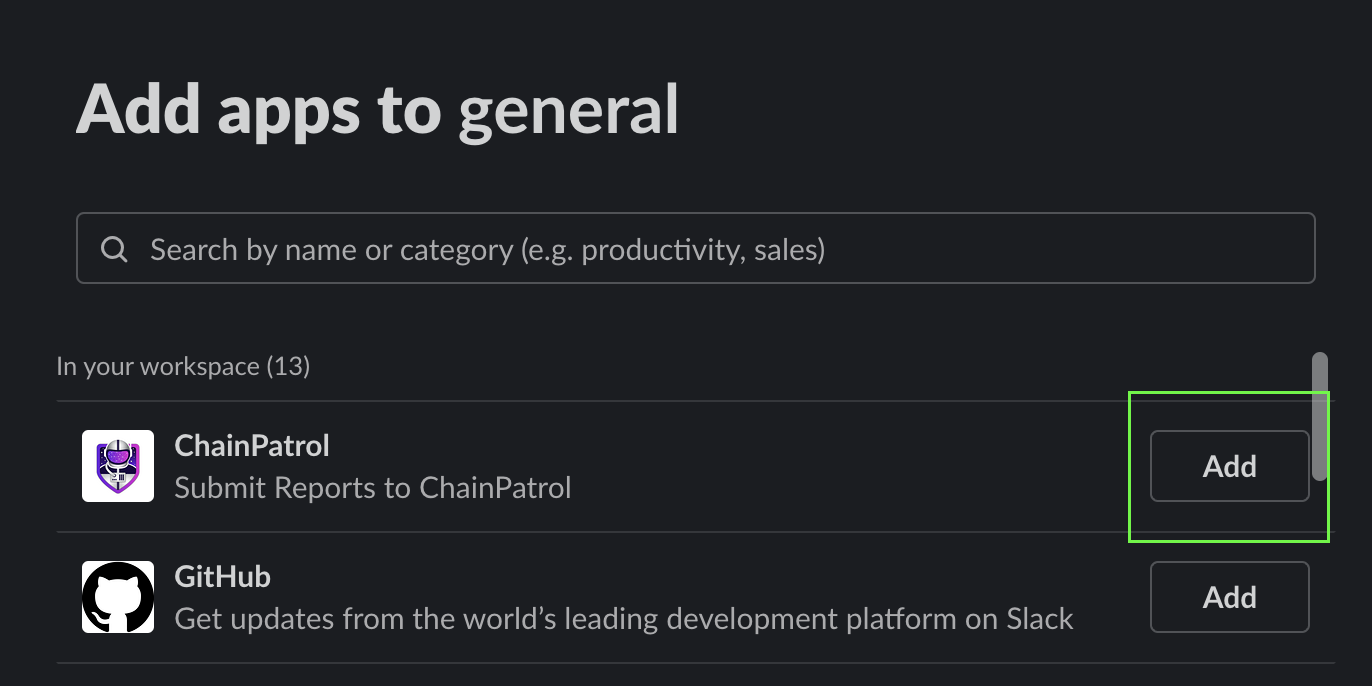 Add apps to general
Search by name or category (e.g. productivity, sales)
In your workspace (13)
ChainPatrol
Submit Reports to ChainPatrol
Add
GitHub
Get updates from the world’s leading development platform on Slack
Add